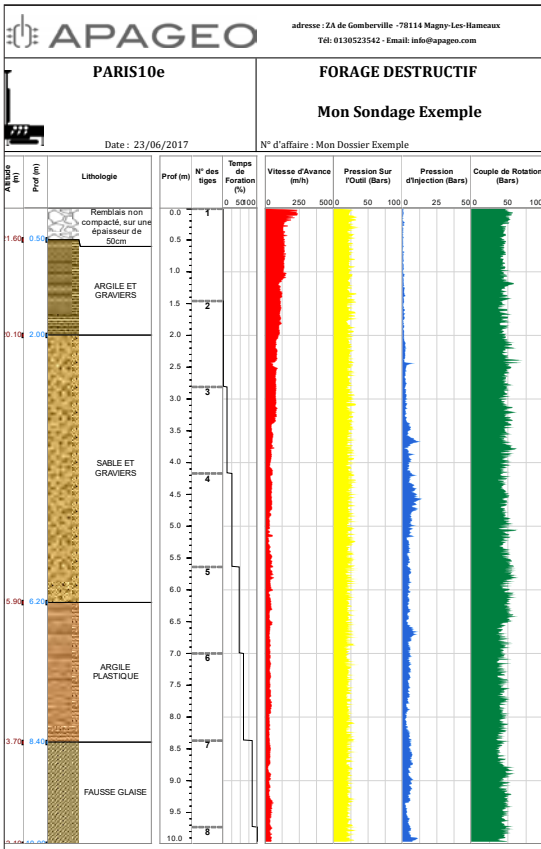 APAGEO
adresse : ZA de Gomberville -78114 Magny-Les-Hameaux
Tél: 0130523542 - Email: info@apageo.com
PARIS10e
Date : 23/06/2017
FORAGE DESTRUCTIF
Mon Sondage Exemple
N° d'affaire : Mon Dossier Exemple
Altitude (m)
Prof (m)
Lithologie
Prof (m)
N° des tiges
Temps de Foration (%)
Vitesse d'Avance (m/h)
Pression Sur l'Outil (Bars)
Pression d'Injection (Bars)
Couple de Rotation (Bars)
0 250 500
0 50 100
0 25 50
0 50 100
Remblais non
compacté, sur une
épaisseur de
50cm
1.60 0.50
ARGILE ET
GRAVIERS
0.10 2.00
SABLE ET
GRAVIERS
5.90 6.20
ARGILE
PLASTIQUE
3.70 8.40
FAUSSE GLAISE
0.0
0.5
1.0
1.5
2.0
2.5
3.0
3.5
4.0
4.5
5.0
5.5
6.0
6.5
7.0
7.5
8.0
8.5
9.0
9.5
10.0
1
2
3
4
5
6
7
8